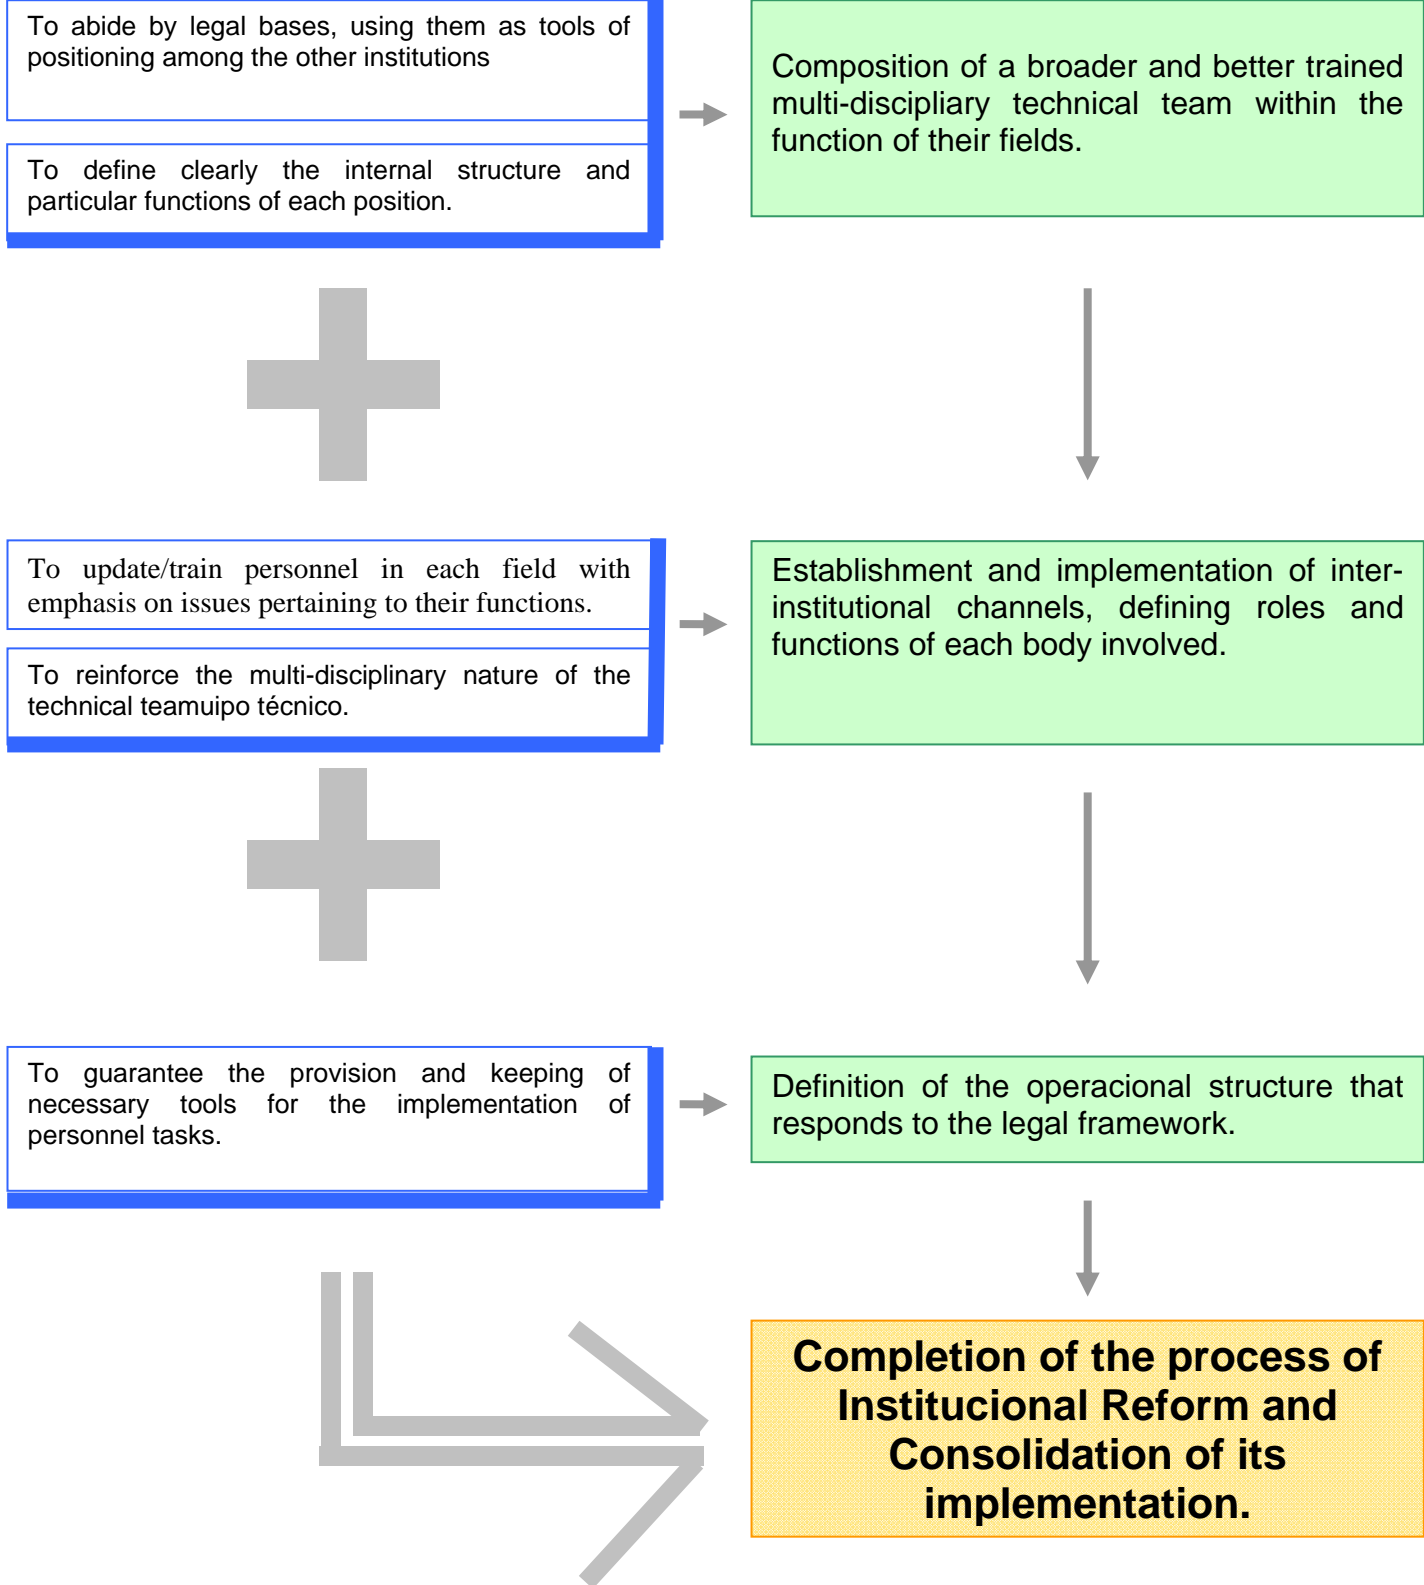 To abide by legal bases, using them as tools of
positioning among the other institutions
To define clearly the internal structure and
particular functions of each position.
Composition of a broader and better trained
multi-discipliary technical team within the
function of their fields.
To update/train personnel in each field with
emphasis on issues pertaining to their functions.
To reinforce the multi-disciplinary nature of the
technical teamuipo técnico.
Establishment and implementation of inter-
institutional channels, defining roles and
functions of each body involved.
To guarantee the provision and keeping of
necessary tools for the implementation of
personnel tasks.
Definition of the operacional structure that
responds to the legal framework.
Completion of the process of
Institucional Reform and
Consolidation of its
implementation.